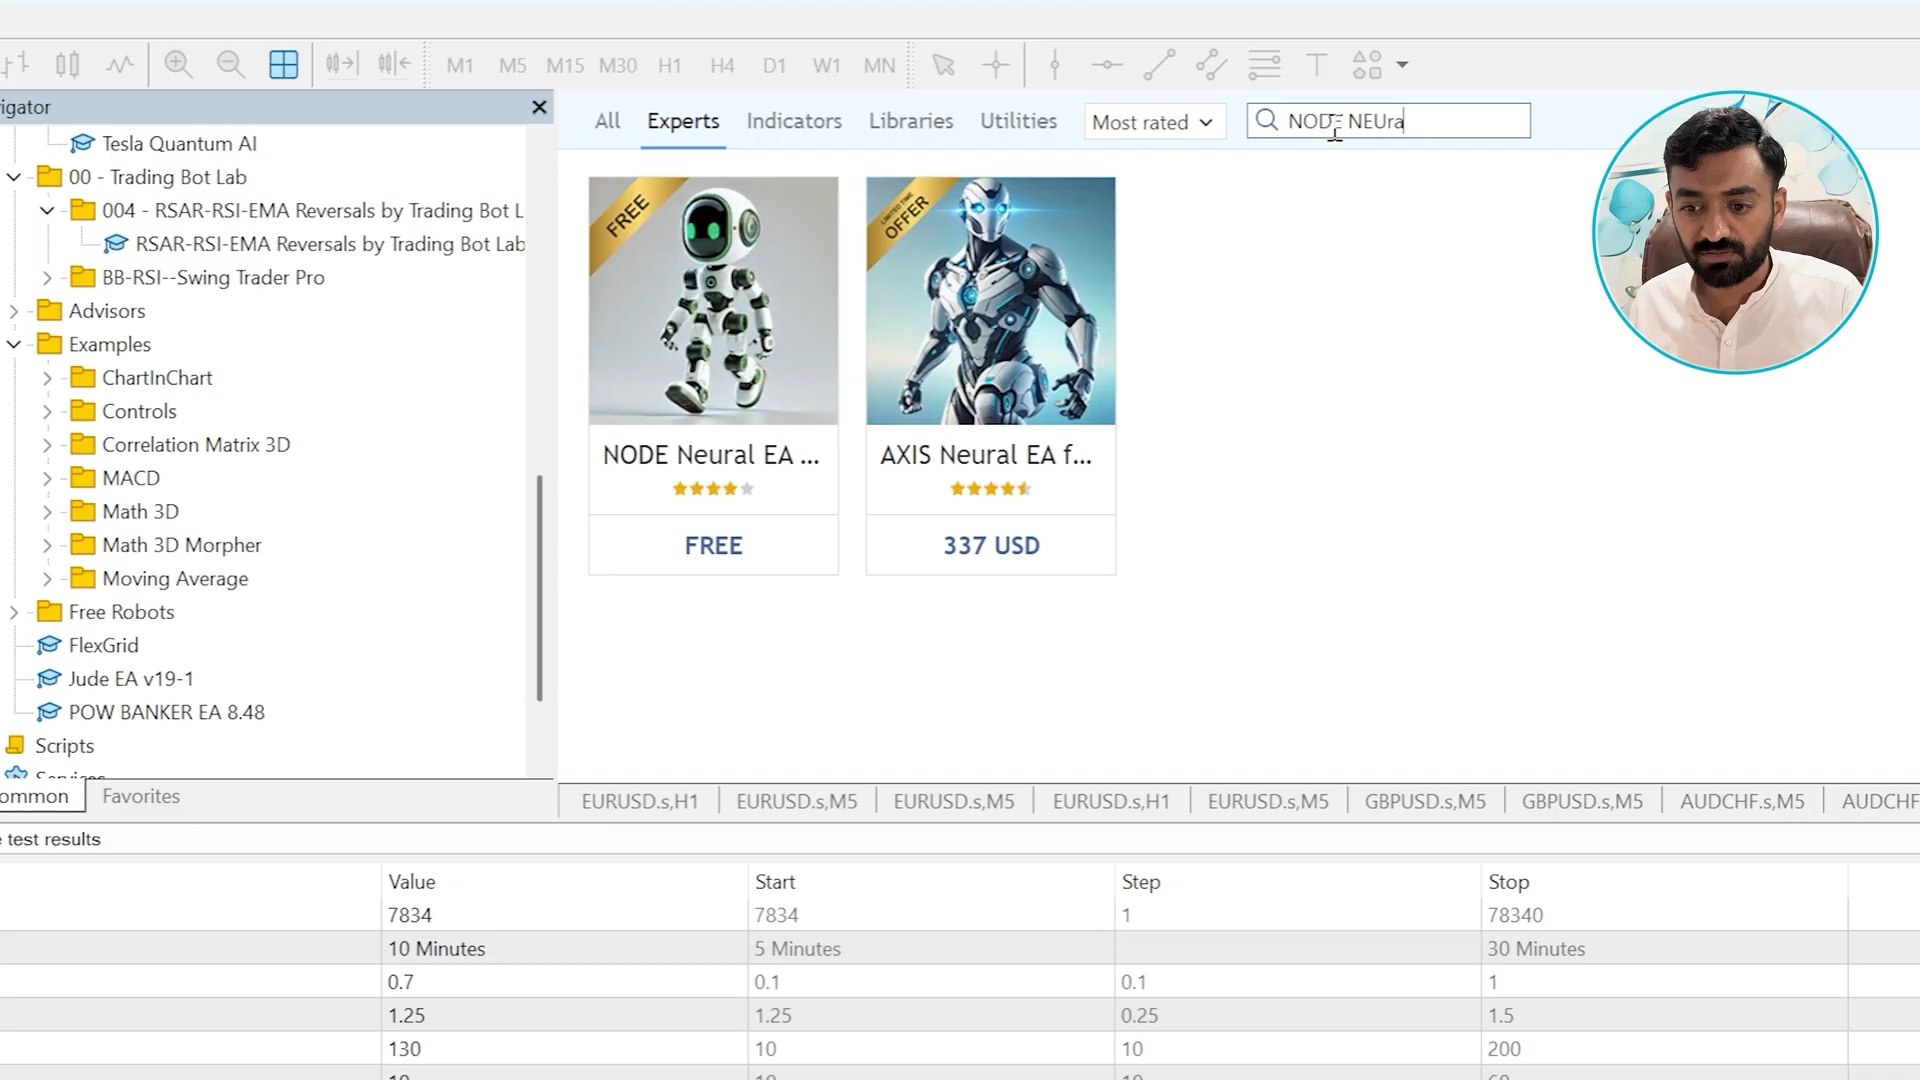 M1 M5 M15 M30 H1 H4 D1 W1 MN
igator
All Experts Indicators Libraries Utilities Most rated NODE NEUra
Tesla Quantum AI
00 - Trading Bot Lab
004 - RSAR-RSI-EMA Reversals by Trading Bot L
RSAR-RSI-EMA Reversals by Trading Bot Lab
BB-RSI--Swing Trader Pro
Advisors
Examples
ChartInChart
Controls
Correlation Matrix 3D
MACD
Math 3D
Math 3D Morpher
Moving Average
Free Robots
FlexGrid
Jude EA v19-1
POW BANKER EA 8.48
Scripts
ommon Favorites
FREE
NODE Neural EA ...
FREE
LIMITED TIME
OFFER
AXIS Neural EA f...
337 USD
EURUSD.s,H1 EURUSD.s,M5 EURUSD.s,M5 EURUSD.s,H1 EURUSD.s,M5 GBPUSD.s,M5 GBPUSD.s,M5 AUDCHF.s,M5 AUDCHF
test results
Value Start Step Stop
7834 7834 1 78340
10 Minutes 5 Minutes 30 Minutes
0.7 0.1 0.1 1
1.25 1.25 0.25 1.5
130 10 10 200